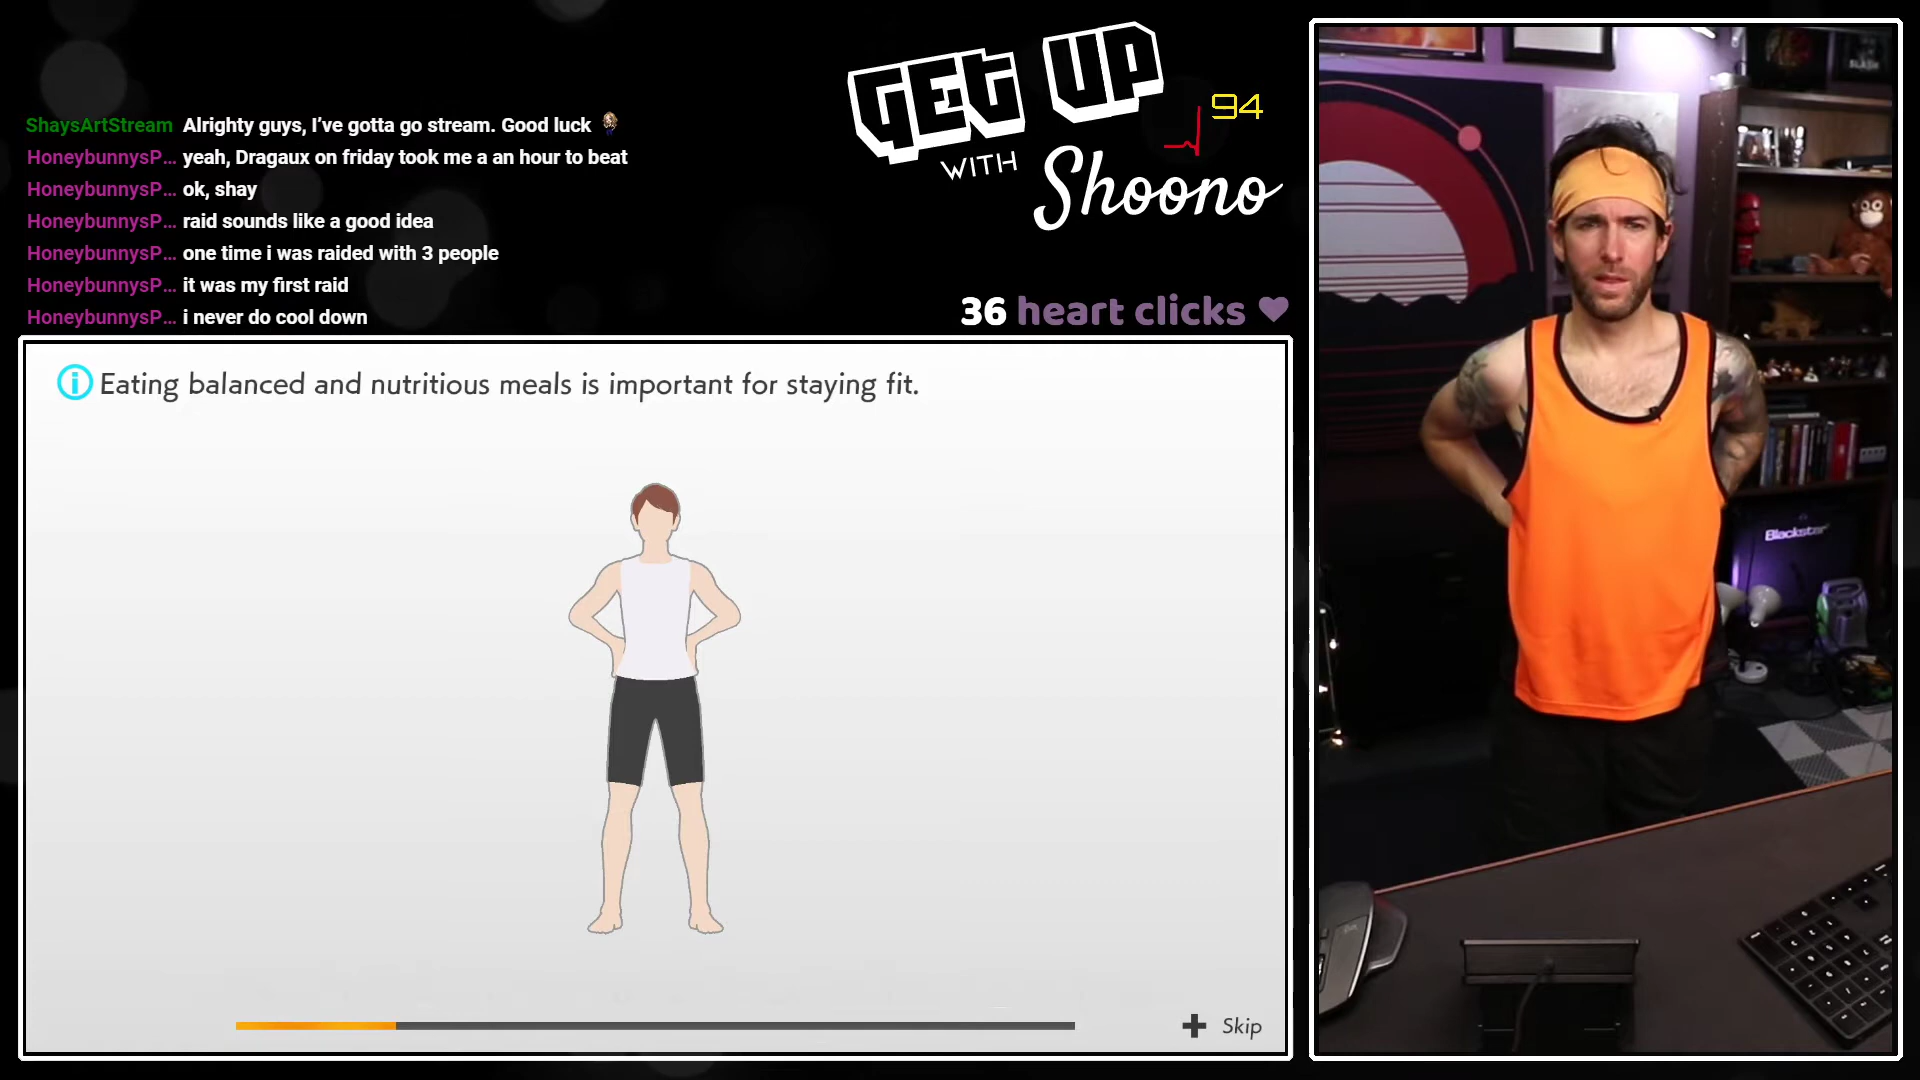 GET UP
94
WITH
Shoono
ShaysArtStream Alrighty guys, I've gotta go stream. Good luck
HoneybunnysP... yeah, Dragaux on friday took me a an hour to beat
HoneybunnysP... ok, shay
HoneybunnysP... raid sounds like a good idea
HoneybunnysP... one time i was raided with 3 people
HoneybunnysP... it was my first raid
HoneybunnysP... i never do cool down
36 heart clicks
Eating balanced and nutritious meals is important for staying fit.
Skip
SLASH
Blackstar